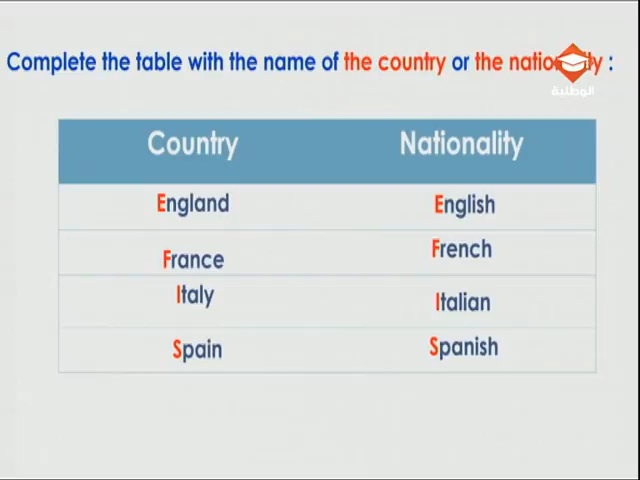 Complete the table with the name of the country or the nationality :
الوطنية
Country Nationality
England English
France French
Italy Italian
Spain Spanish